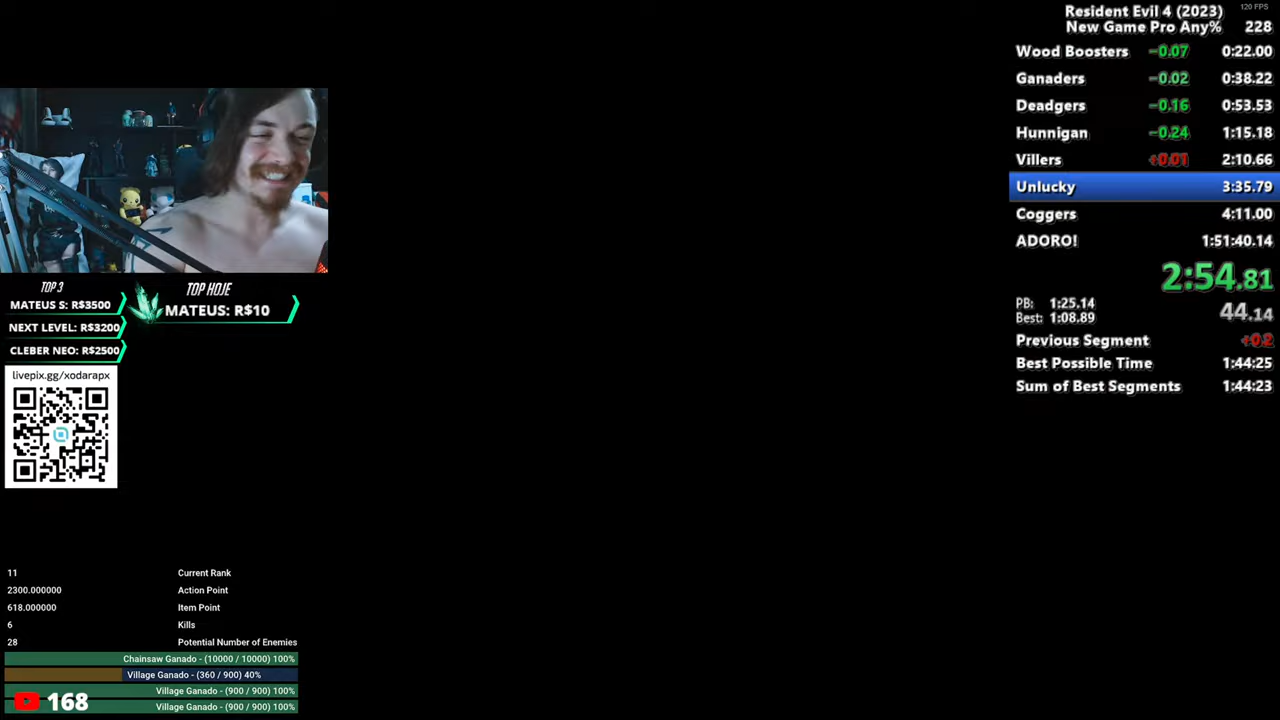 120 FPS
Resident Evil 4 (2023)
New Game Pro Any% 228
Wood Boosters -0.07 0:22.00
Ganaders -0.02 0:38.22
Deadgers -0.16 0:53.53
Hunnigan -0.24 1:15.18
Villers +0.01 2:10.66
Unlucky 3:35.79
Coggers 4:11.00
ADORO! 1:51:40.14
2:54.81
PB: 1:25.14
Best: 1:08.89
44.14
Previous Segment +0.2
Best Possible Time 1:44:25
Sum of Best Segments 1:44:23
TOP 3
MATEUS S: R$3500
NEXT LEVEL: R$3200
CLEBER NEO: R$2500
TOP HOJE
MATEUS: R$10
livepix.gg/xodarapx
11 Current Rank
2300.000000 Action Point
618.000000 Item Point
6 Kills
28 Potential Number of Enemies
Chainsaw Ganado - (10000 / 10000) 100%
Village Ganado - (360 / 900) 40%
Village Ganado - (900 / 900) 100%
Village Ganado - (900 / 900) 100%
168